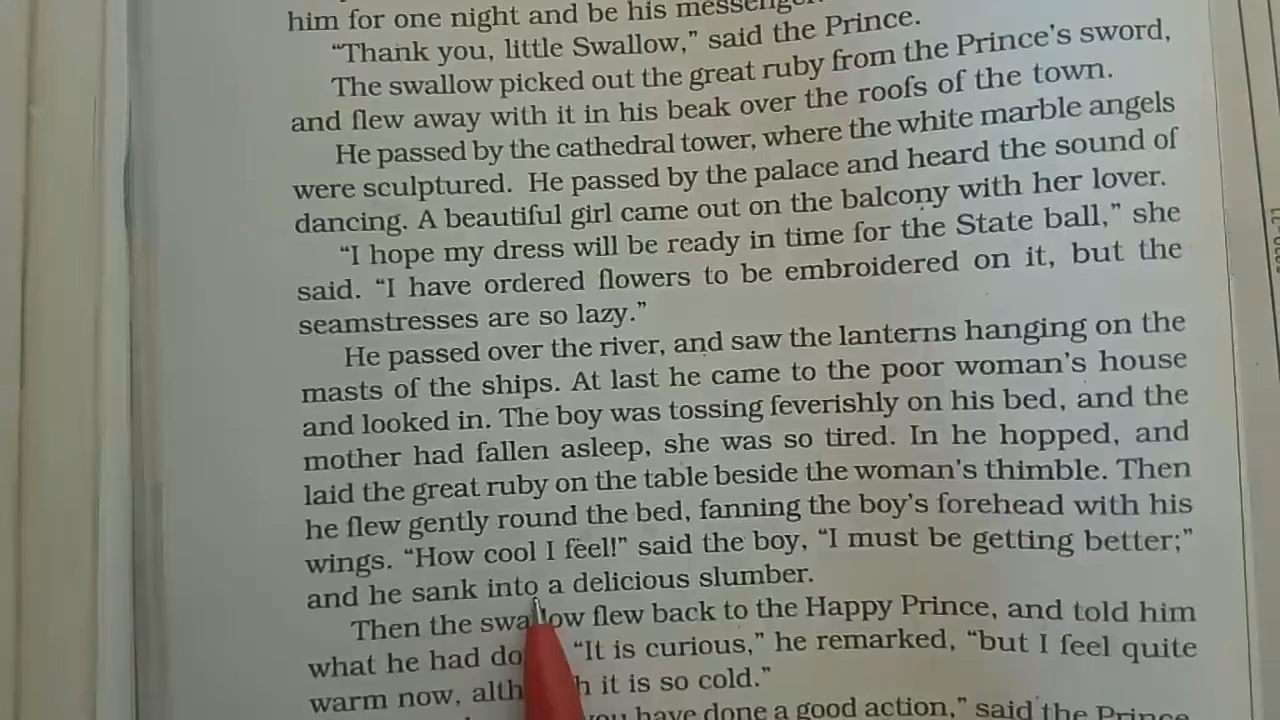 him for one night and be his messenger.
“Thank you, little Swallow,” said the Prince.
The swallow picked out the great ruby from the Prince’s sword,
and flew away with it in his beak over the roofs of the town.
He passed by the cathedral tower, where the white marble angels
were sculptured. He passed by the palace and heard the sound of
dancing. A beautiful girl came out on the balcony with her lover.
“I hope my dress will be ready in time for the State ball,” she
said. “I have ordered flowers to be embroidered on it, but the
seamstresses are so lazy.”
He passed over the river, and saw the lanterns hanging on the
masts of the ships. At last he came to the poor woman’s house
and looked in. The boy was tossing feverishly on his bed, and the
mother had fallen asleep, she was so tired. In he hopped, and
laid the great ruby on the table beside the woman’s thimble. Then
he flew gently round the bed, fanning the boy’s forehead with his
wings. “How cool I feel!” said the boy, “I must be getting better;”
and he sank into a delicious slumber.
Then the swallow flew back to the Happy Prince, and told him
what he had “It is curious,” he remarked, “but I feel quite
warm now, it is so cold.”
you have done a good action,” said the Prince